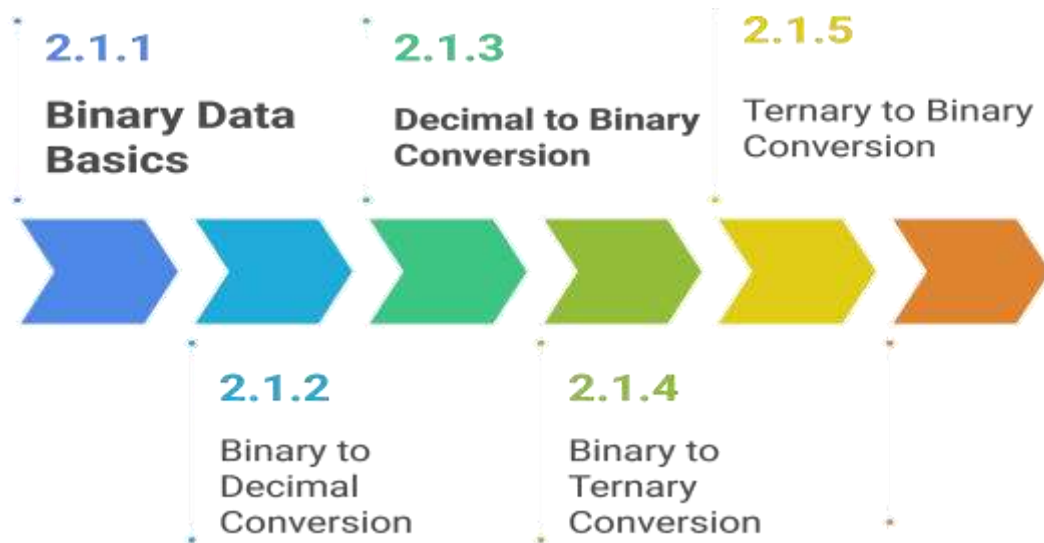 2.1.1
Binary Data
Basics
2.1.2
Binary to
Decimal
Conversion
2.1.3
Decimal to Binary
Conversion
2.1.4
Binary to
Ternary
Conversion
2.1.5
Ternary to Binary
Conversion